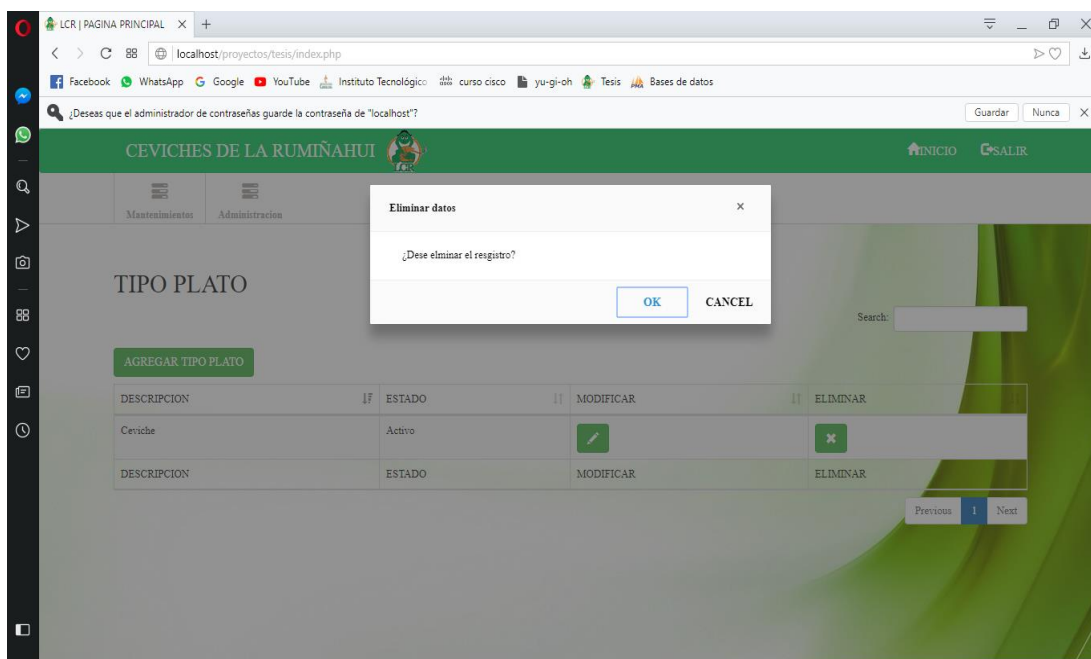 LCR | PAGINA PRINCIPAL
localhost/proyectos/tesis/index.php
Facebook WhatsApp Google YouTube Instituto Tecnológico curso cisco yu-gi-oh Tesis Bases de datos
¿Deseas que el administrador de contraseñas guarde la contraseña de "localhost"? Guardar Nunca
CEVICHES DE LA RUMIÑAHUI LCR INICIO SALIR
Mantenimientos Administracion
Eliminar datos
¿Dese elminar el resgistro?
OK CANCEL
TIPO PLATO
Search:
AGREGAR TIPO PLATO
DESCRIPCION ESTADO MODIFICAR ELIMINAR
Ceviche Activo
DESCRIPCION ESTADO MODIFICAR ELIMINAR
Previous 1 Next